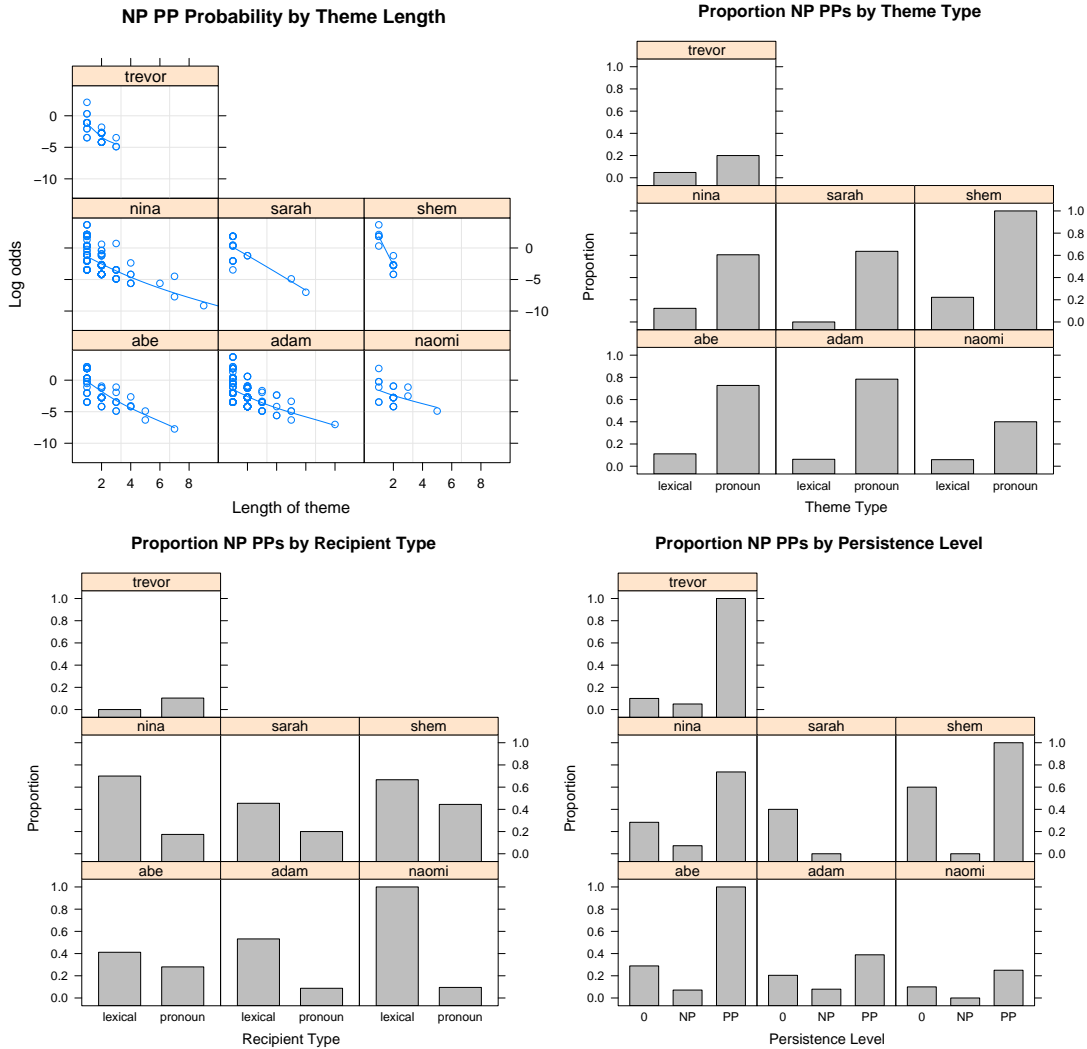 NP PP Probability by Theme Length
trevor
0
−5
−10
nina sarah shem
0
−5
−10
abe adam naomi
0
−5
−10
2 4 6 8 2 4 6 8
Log odds
Length of theme
Proportion NP PPs by Theme Type
trevor
1.0
0.8
0.6
0.4
0.2
0.0
nina sarah shem
1.0
0.8
0.6
0.4
0.2
0.0
abe adam naomi
1.0
0.8
0.6
0.4
0.2
0.0
lexical pronoun lexical pronoun lexical pronoun
Proportion
Theme Type
Proportion NP PPs by Recipient Type
trevor
1.0
0.8
0.6
0.4
0.2
0.0
nina sarah shem
1.0
0.8
0.6
0.4
0.2
0.0
abe adam naomi
1.0
0.8
0.6
0.4
0.2
0.0
lexical pronoun lexical pronoun lexical pronoun
Proportion
Recipient Type
Proportion NP PPs by Persistence Level
trevor
1.0
0.8
0.6
0.4
0.2
0.0
nina sarah shem
1.0
0.8
0.6
0.4
0.2
0.0
abe adam naomi
1.0
0.8
0.6
0.4
0.2
0.0
0 NP PP 0 NP PP 0 NP PP
Proportion
Persistence Level